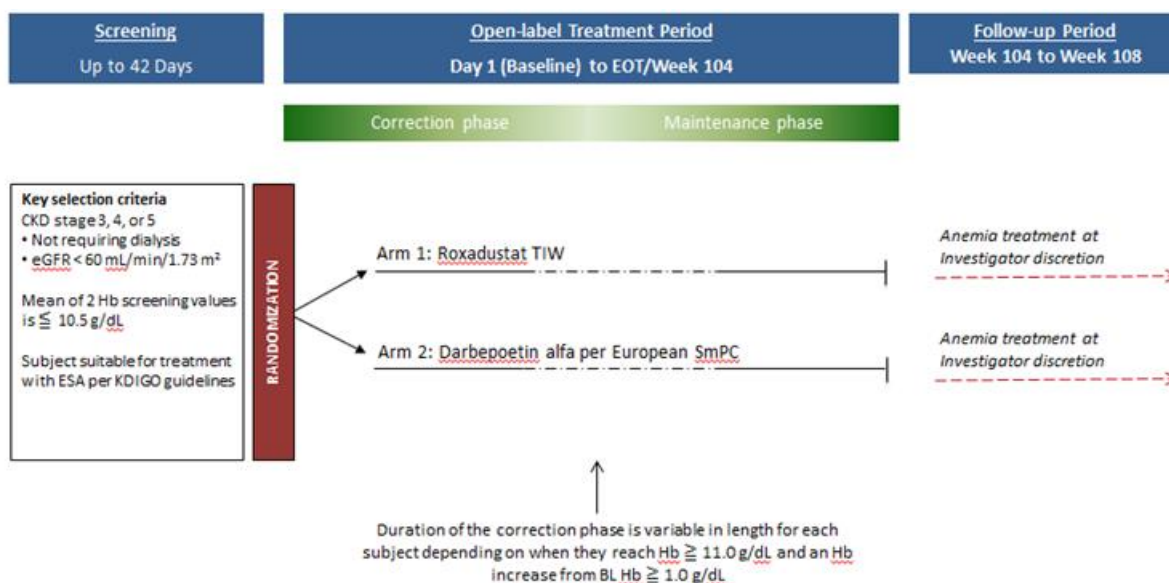 Screening
Up to 42 Days
Open-label Treatment Period
Day 1 (Baseline) to EOT/Week 104
Follow-up Period
Week 104 to Week 108
Correction phase
Maintenance phase
Key selection criteria
CKD stage 3, 4, or 5
• Not requiring dialysis
• eGFR < 60 mL/min/1.73 m²
Mean of 2 Hb screening values
is ≦ 10.5 g/dL
Subject suitable for treatment
with ESA per KDIGO guidelines
RANDOMIZATION
Arm 1: Roxadustat TIW
Anemia treatment at
Investigator discretion
Arm 2: Darbepoetin alfa per European SmPC
Anemia treatment at
Investigator discretion
Duration of the correction phase is variable in length for each
subject depending on when they reach Hb ≧ 11.0 g/dL and an Hb
increase from BL Hb ≧ 1.0 g/dL